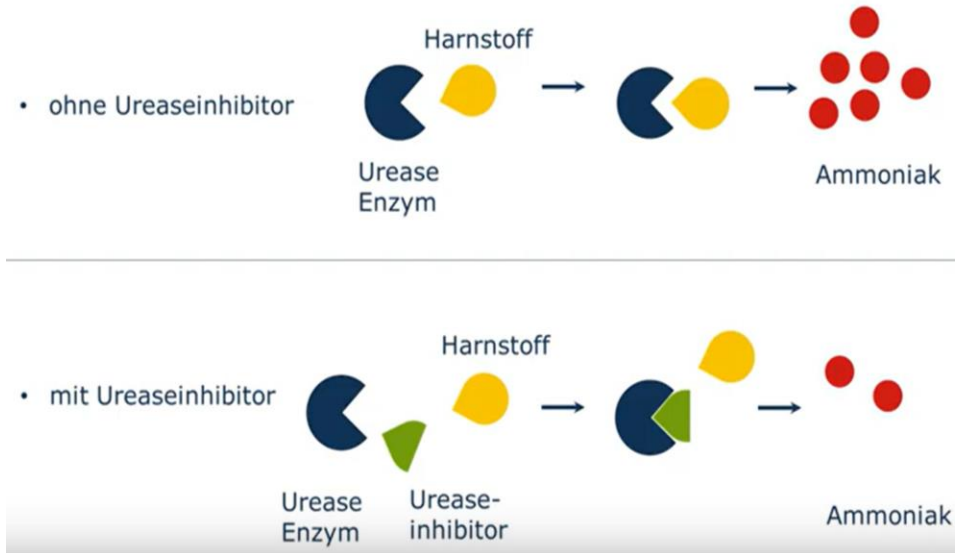 Harnstoff
• ohne Ureaseinhibitor
Urease
Enzym
Ammoniak
Harnstoff
• mit Ureaseinhibitor
Urease
Enzym
Urease-
inhibitor
Ammoniak